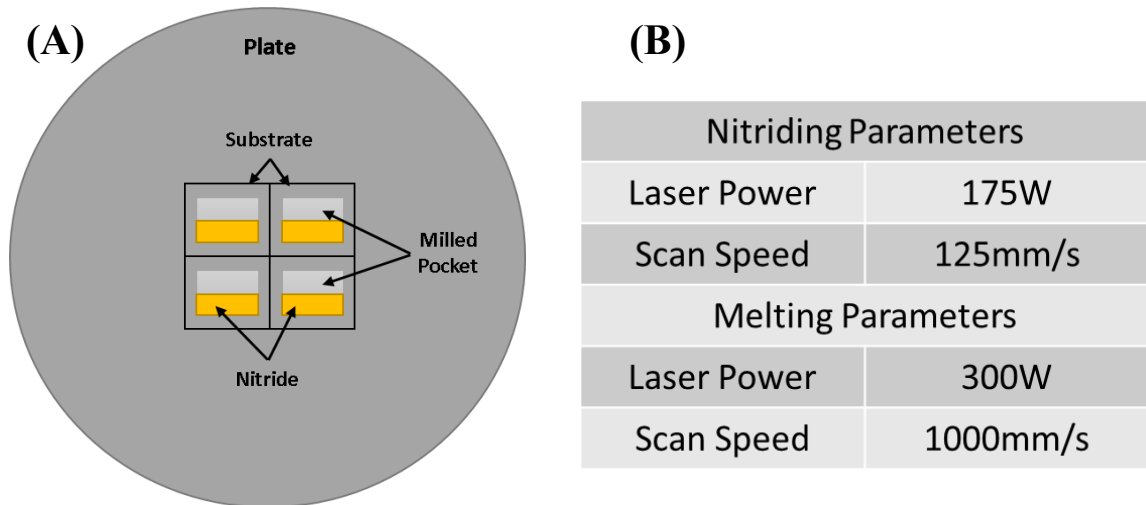 (A)
Plate
Substrate
Milled
Pocket
Nitride
(B)
Nitriding Parameters
Laser Power 175W
Scan Speed 125mm/s
Melting Parameters
Laser Power 300W
Scan Speed 1000mm/s